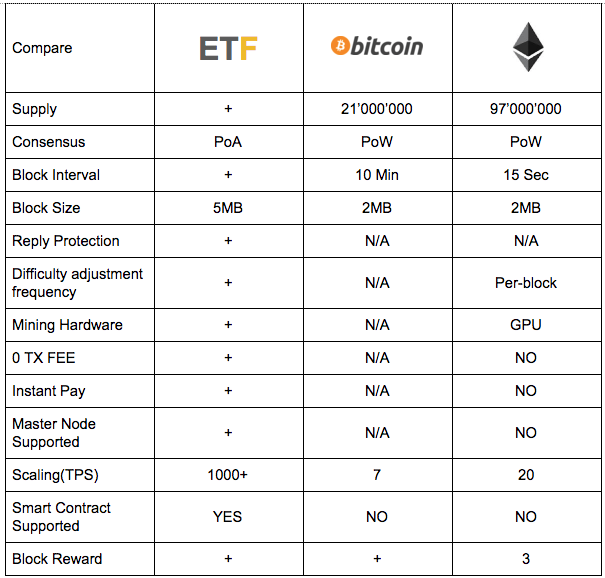 Compare ETF bitcoin
Supply + 21’000’000 97’000’000
Consensus PoA PoW PoW
Block Interval + 10 Min 15 Sec
Block Size 5MB 2MB 2MB
Reply Protection + N/A N/A
Difficulty adjustment
frequency + N/A Per-block
Mining Hardware + N/A GPU
0 TX FEE + N/A NO
Instant Pay + N/A NO
Master Node
Supported + N/A NO
Scaling(TPS) 1000+ 7 20
Smart Contract
Supported YES NO NO
Block Reward + + 3